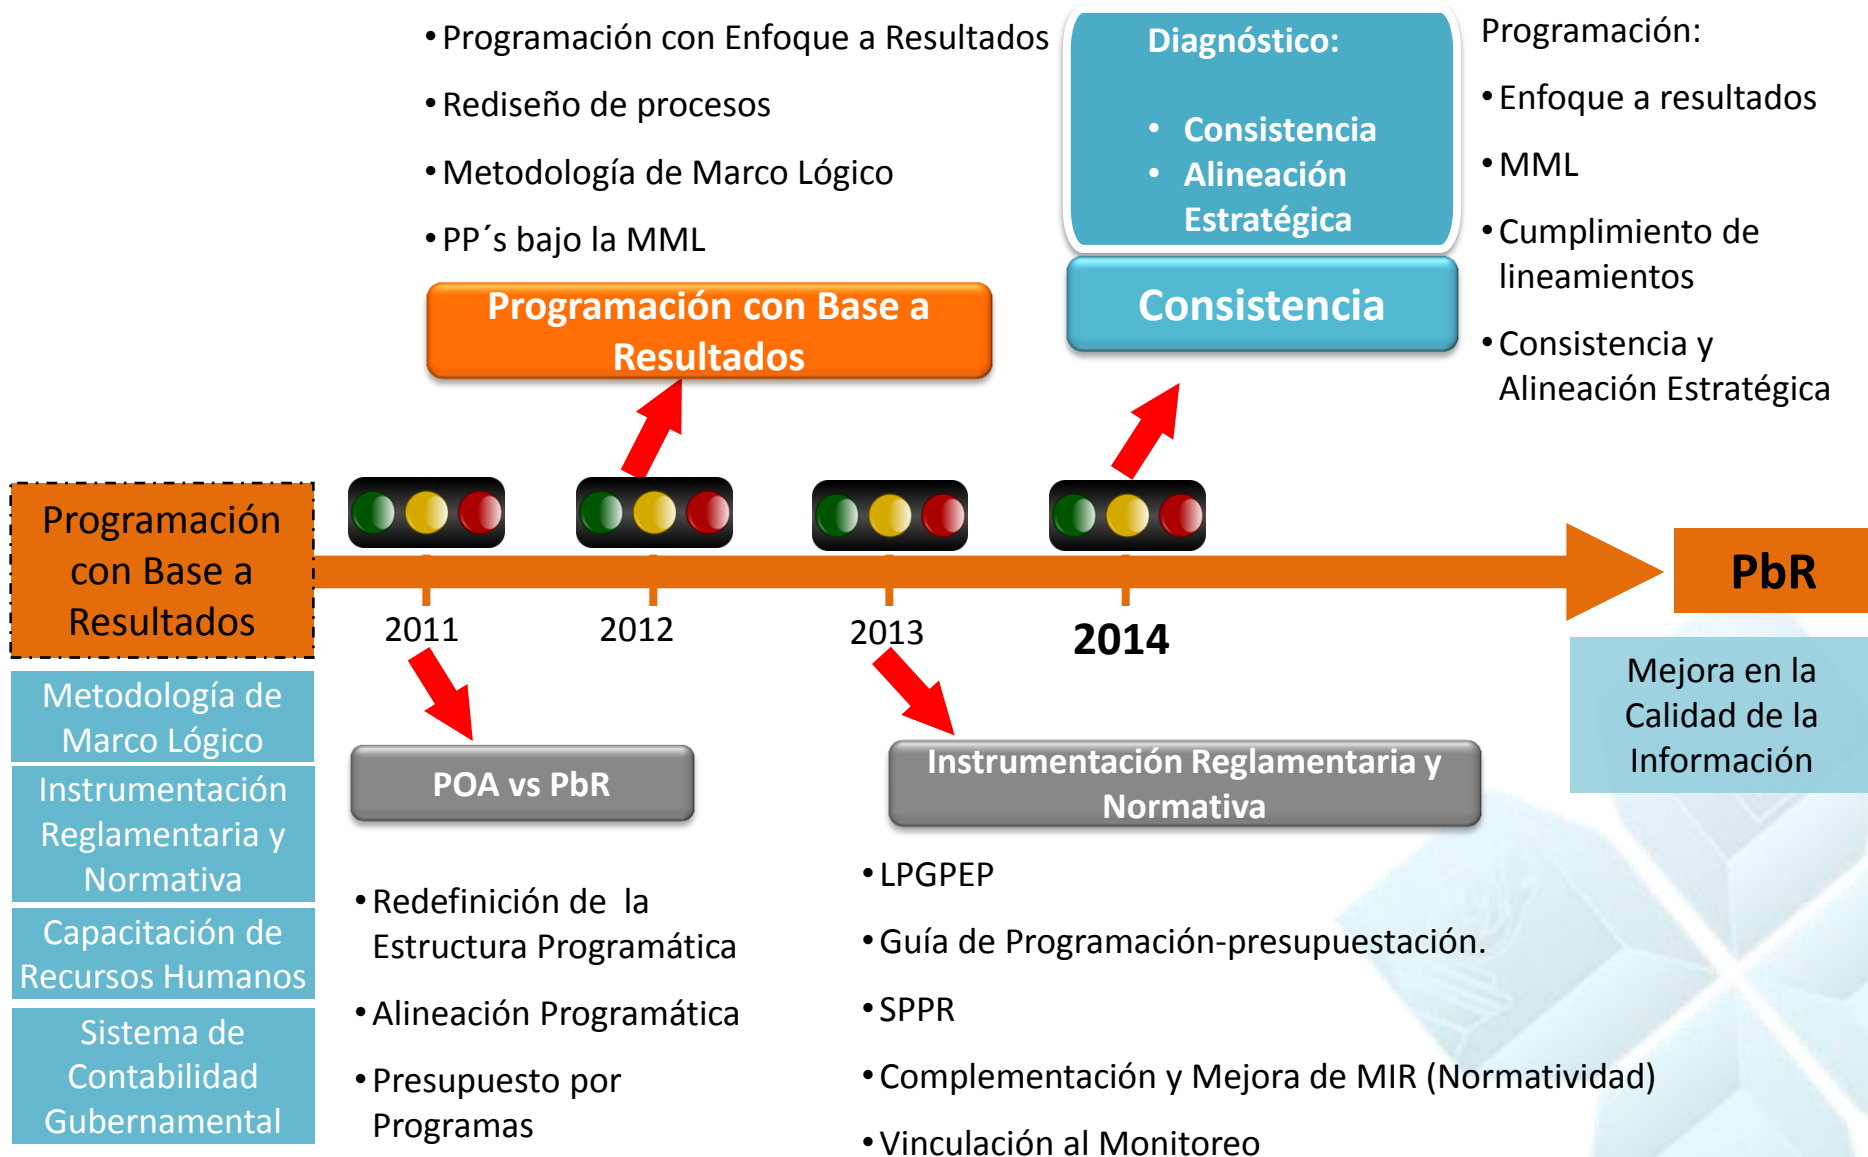 •Programación con Enfoque a Resultados
•Rediseño de procesos
•Metodología de Marco Lógico
•PP´s bajo la MML
Programación con Base a
Resultados
Diagnóstico:
• Consistencia
• Alineación
Estratégica
Consistencia
Programación:
•Enfoque a resultados
•MML
•Cumplimiento de
lineamientos
•Consistencia y
Alineación Estratégica
Programación
con Base a
Resultados
2011
2012
2013
2014
PbR
Metodología de
Marco Lógico
Instrumentación
Reglamentaria y
Normativa
Capacitación de
Recursos Humanos
Sistema de
Contabilidad
Gubernamental
POA vs PbR
•Redefinición de la
Estructura Programática
•Alineación Programática
•Presupuesto por
Programas
Instrumentación Reglamentaria y
Normativa
•LPGPEP
•Guía de Programación-presupuestación.
•SPPR
•Complementación y Mejora de MIR (Normatividad)
•Vinculación al Monitoreo
Mejora en la
Calidad de la
Información